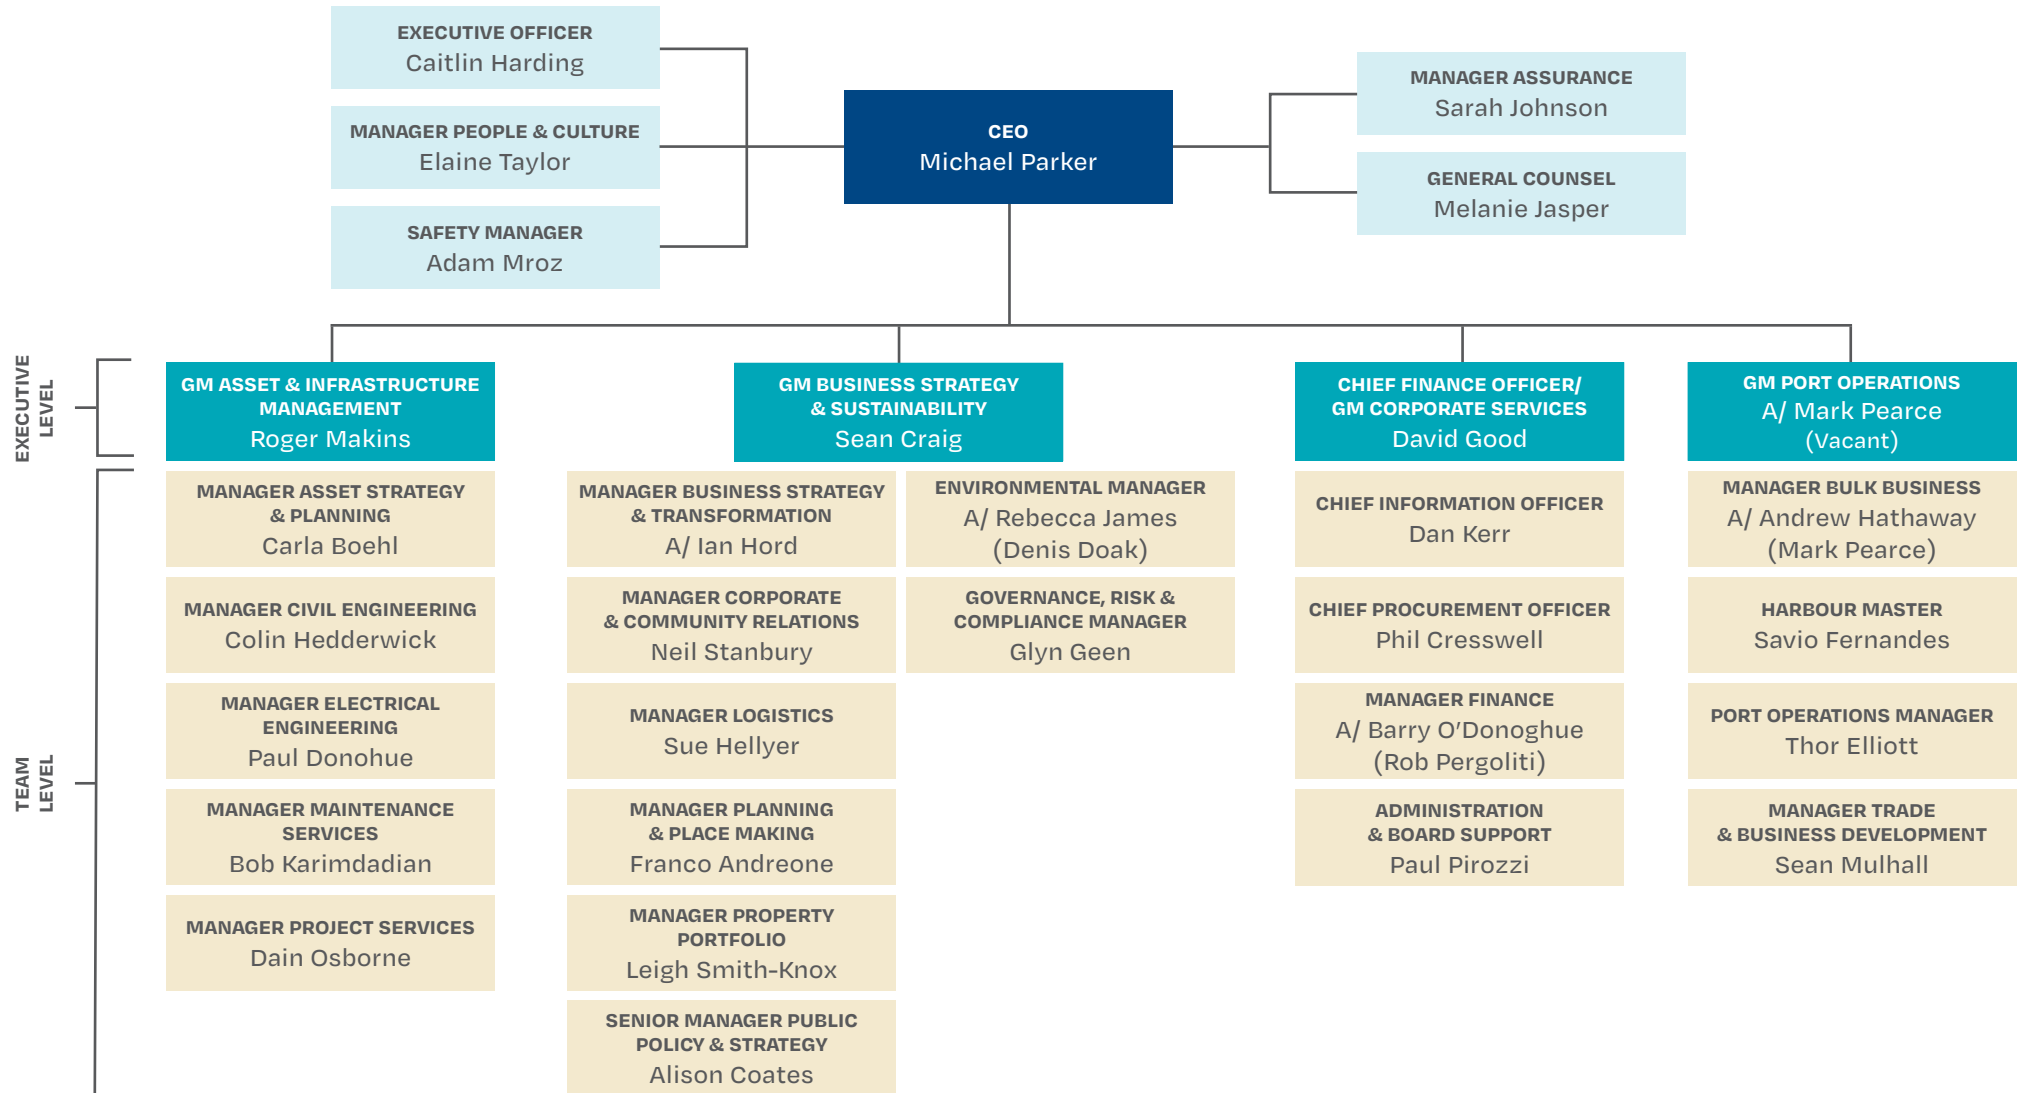 EXECUTIVE OFFICER
Caitlin Harding
MANAGER PEOPLE & CULTURE
Elaine Taylor
SAFETY MANAGER
Adam Mroz
CEO
Michael Parker
MANAGER ASSURANCE
Sarah Johnson
GENERAL COUNSEL
Melanie Jasper
EXECUTIVE
LEVEL
GM ASSET & INFRASTRUCTURE
MANAGEMENT
Roger Makins
GM BUSINESS STRATEGY
& SUSTAINABILITY
Sean Craig
CHIEF FINANCE OFFICER/
GM CORPORATE SERVICES
David Good
GM PORT OPERATIONS
A/ Mark Pearce
(Vacant)
TEAM
LEVEL
MANAGER ASSET STRATEGY
& PLANNING
Carla Boehl
MANAGER CIVIL ENGINEERING
Colin Hedderwick
MANAGER ELECTRICAL
ENGINEERING
Paul Donohue
MANAGER MAINTENANCE
SERVICES
Bob Karimdadian
MANAGER PROJECT SERVICES
Dain Osborne
MANAGER BUSINESS STRATEGY
& TRANSFORMATION
A/ Ian Hord
MANAGER CORPORATE
& COMMUNITY RELATIONS
Neil Stanbury
MANAGER LOGISTICS
Sue Hellyer
MANAGER PLANNING
& PLACE MAKING
Franco Andreone
MANAGER PROPERTY
PORTFOLIO
Leigh Smith-Knox
SENIOR MANAGER PUBLIC
POLICY & STRATEGY
Alison Coates
ENVIRONMENTAL MANAGER
A/ Rebecca James
(Denis Doak)
GOVERNANCE, RISK &
COMPLIANCE MANAGER
Glyn Geen
CHIEF INFORMATION OFFICER
Dan Kerr
CHIEF PROCUREMENT OFFICER
Phil Cresswell
MANAGER FINANCE
A/ Barry O’Donoghue
(Rob Pergoliti)
ADMINISTRATION
& BOARD SUPPORT
Paul Pirozzi
MANAGER BULK BUSINESS
A/ Andrew Hathaway
(Mark Pearce)
HARBOUR MASTER
Savio Fernandes
PORT OPERATIONS MANAGER
Thor Elliott
MANAGER TRADE
& BUSINESS DEVELOPMENT
Sean Mulhall